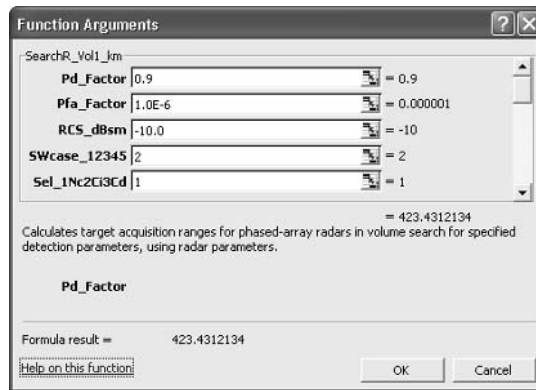 Function Arguments
SearchR_Vol1_km
Pd_Factor 0.9 = 0.9
Pfa_Factor 1.0E-6 = 0.000001
RCS_dBsm -10.0 = -10
SWcase_12345 2 = 2
Sel_1Nc2Ci3Cd 1 = 1
= 423.4312134
Calculates target acquisition ranges for phased-array radars in volume search for specified
detection parameters, using radar parameters.
Pd_Factor
Formula result = 423.4312134
Help on this function OK Cancel